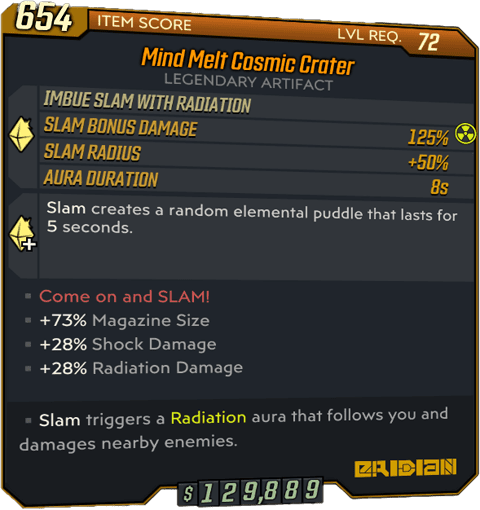 654 ITEM SCORE LVL REQ. 72
Mind Melt Cosmic Crater
LEGENDARY ARTIFACT
IMBUE SLAM WITH RADIATION
SLAM BONUS DAMAGE 125%
SLAM RADIUS +50%
AURA DURATION 8s
Slam creates a random elemental puddle that lasts for
5 seconds.
Come on and SLAM!
+73% Magazine Size
+28% Shock Damage
+28% Radiation Damage
Slam triggers a Radiation aura that follows you and
damages nearby enemies.
ERIDIAN
$129,889